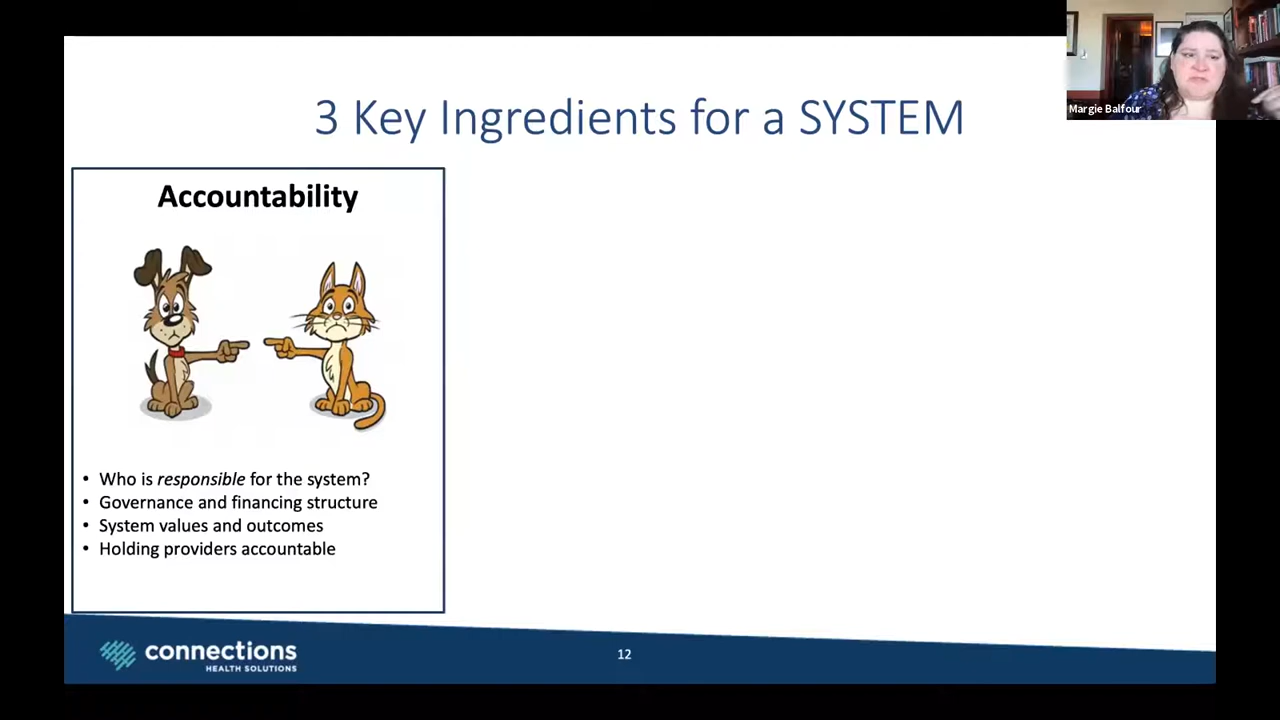 3 Key Ingredients for a SYSTEM
Margie Balfour
Accountability
• Who is responsible for the system?
• Governance and financing structure
• System values and outcomes
• Holding providers accountable
connections
HEALTH SOLUTIONS
12